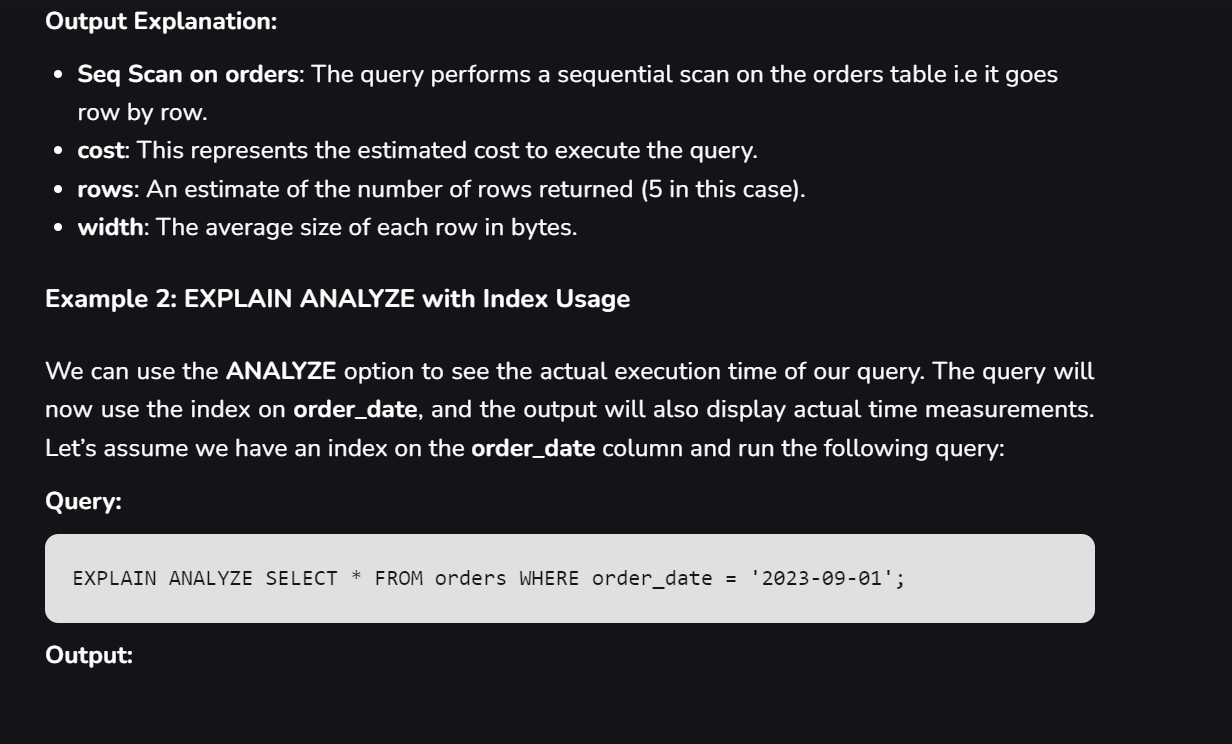 Output Explanation:
• Seq Scan on orders: The query performs a sequential scan on the orders table i.e it goes
row by row.
• cost: This represents the estimated cost to execute the query.
• rows: An estimate of the number of rows returned (5 in this case).
• width: The average size of each row in bytes.
Example 2: EXPLAIN ANALYZE with Index Usage
We can use the ANALYZE option to see the actual execution time of our query. The query will
now use the index on order_date, and the output will also display actual time measurements.
Let’s assume we have an index on the order_date column and run the following query:
Query:
EXPLAIN ANALYZE SELECT * FROM orders WHERE order_date = '2023-09-01';
Output: